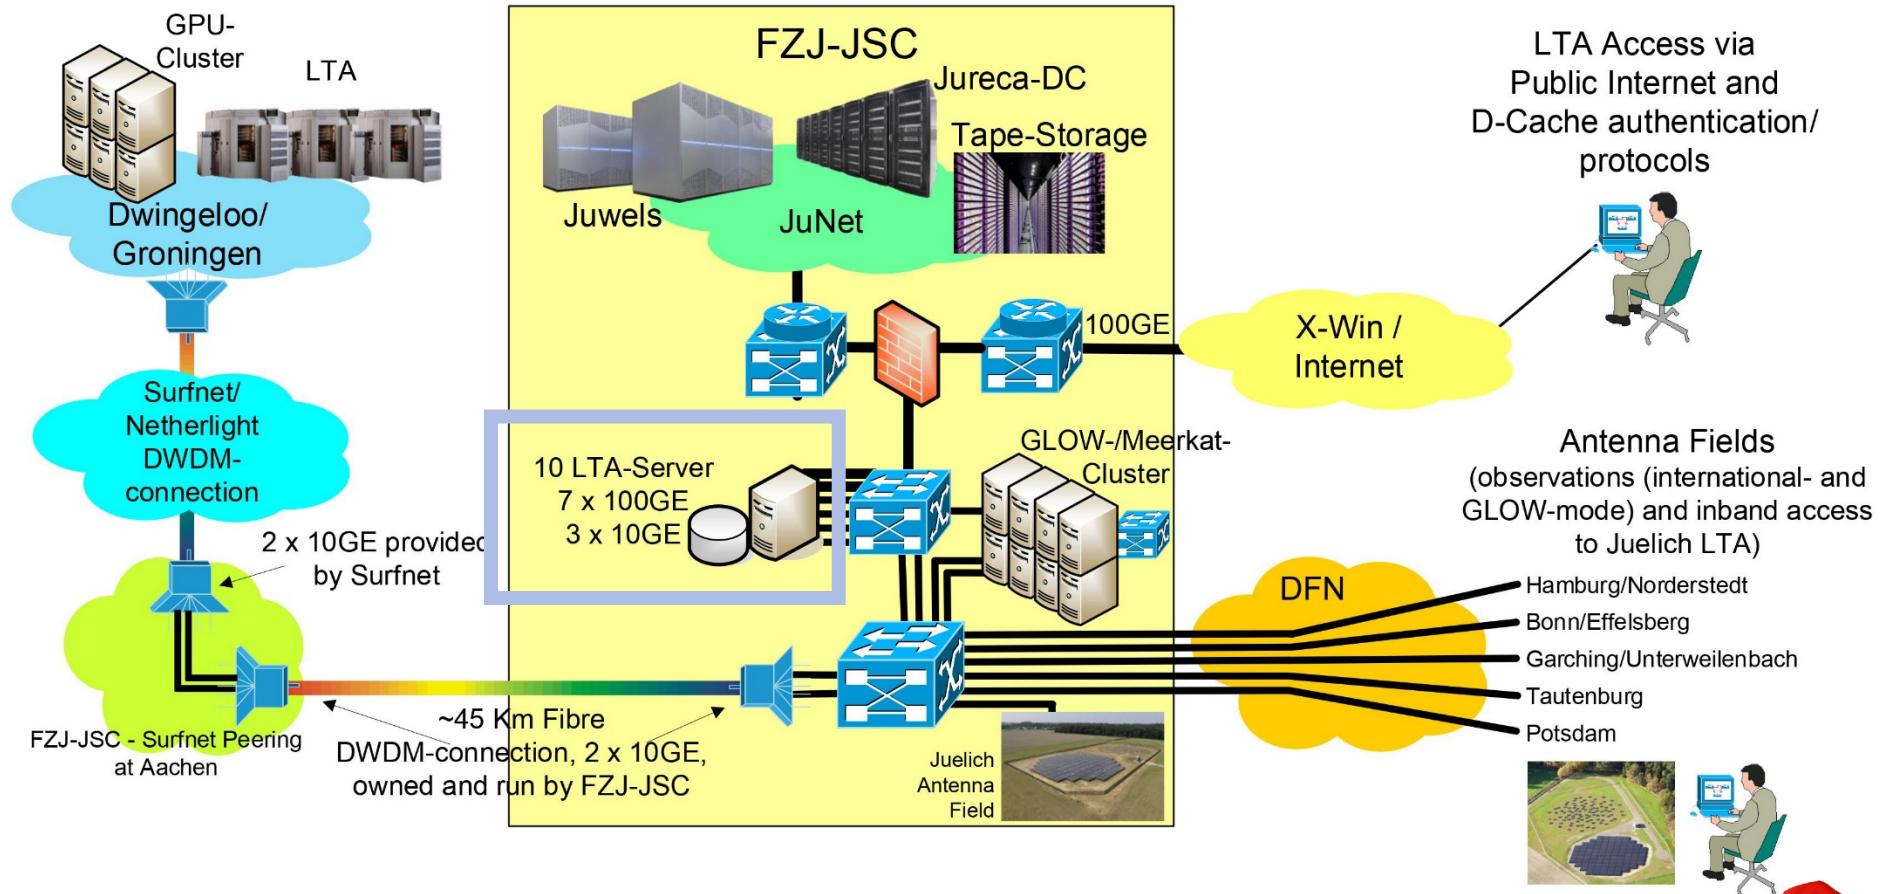 GPU-
Cluster
LTA
Dwingeloo/
Groningen
Surfnet/
Netherlight
DWDM-
connection
2 x 10GE provided
by Surfnet
FZJ-JSC - Surfnet Peering
at Aachen
~45 Km Fibre
DWDM-connection, 2 x 10GE,
owned and run by FZJ-JSC
FZJ-JSC
Jureca-DC
Tape-Storage
Juwels
JuNet
100GE
10 LTA-Server
7 x 100GE
3 x 10GE
GLOW-/Meerkat-
Cluster
Juelich
Antenna
Field
LTA Access via
Public Internet and
D-Cache authentication/
protocols
X-Win /
Internet
Antenna Fields
(observations (international- and
GLOW-mode) and inband access
to Juelich LTA)
DFN
Hamburg/Norderstedt
Bonn/Effelsberg
Garching/Unterweilenbach
Tautenburg
Potsdam